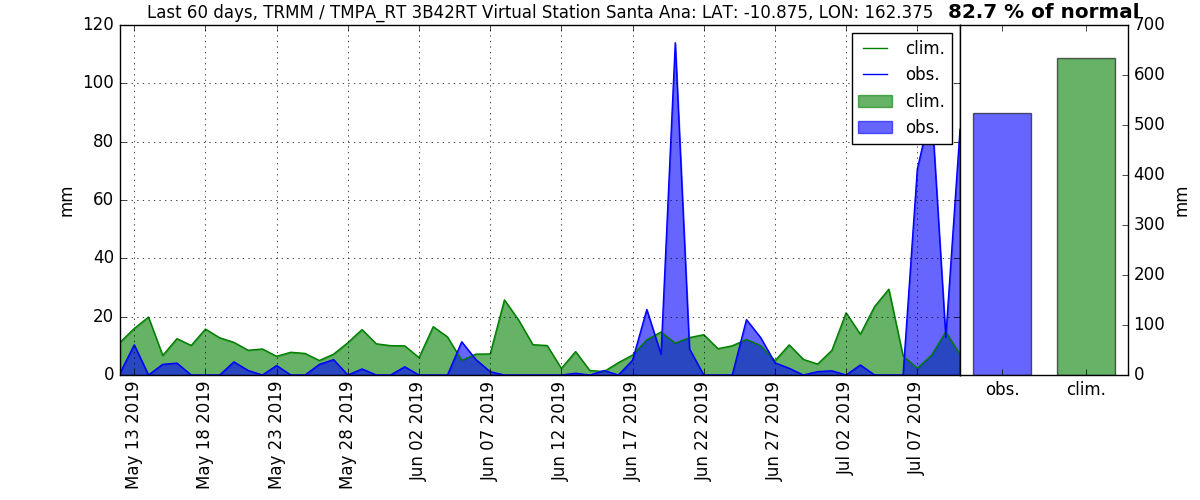 Last 60 days, TRMM / TMPA_RT 3B42RT Virtual Station Santa Ana: LAT: -10.875, LON: 162.375 82.7 % of normal
120
100
80
60
40
20
0
mm
clim.
obs.
clim.
obs.
700
600
500
400
300
200
100
0
mm
obs. clim.
May 13 2019
May 18 2019
May 23 2019
May 28 2019
Jun 02 2019
Jun 07 2019
Jun 12 2019
Jun 17 2019
Jun 22 2019
Jun 27 2019
Jul 02 2019
Jul 07 2019